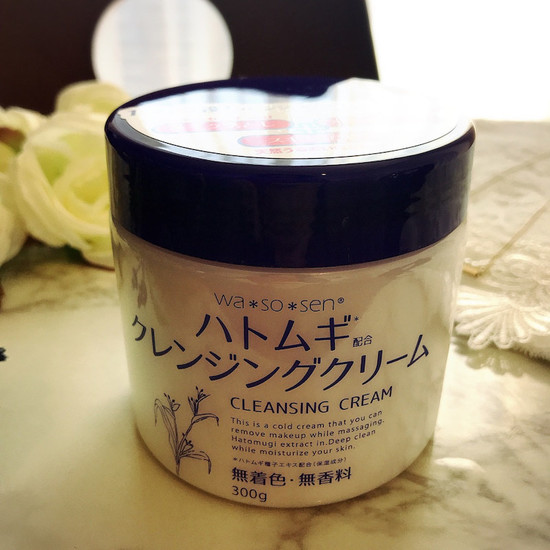 wa*so*sen®
ハトムギ*
配合
クレンジングクリーム
CLEANSING CREAM
This is a cold cream that you can
remove makeup while massaging.
Hatomugi extract in.Deep clean
while moisturize your skin.
*ハトムギ種子エキス配合(保湿成分)
無着色・無香料
300g